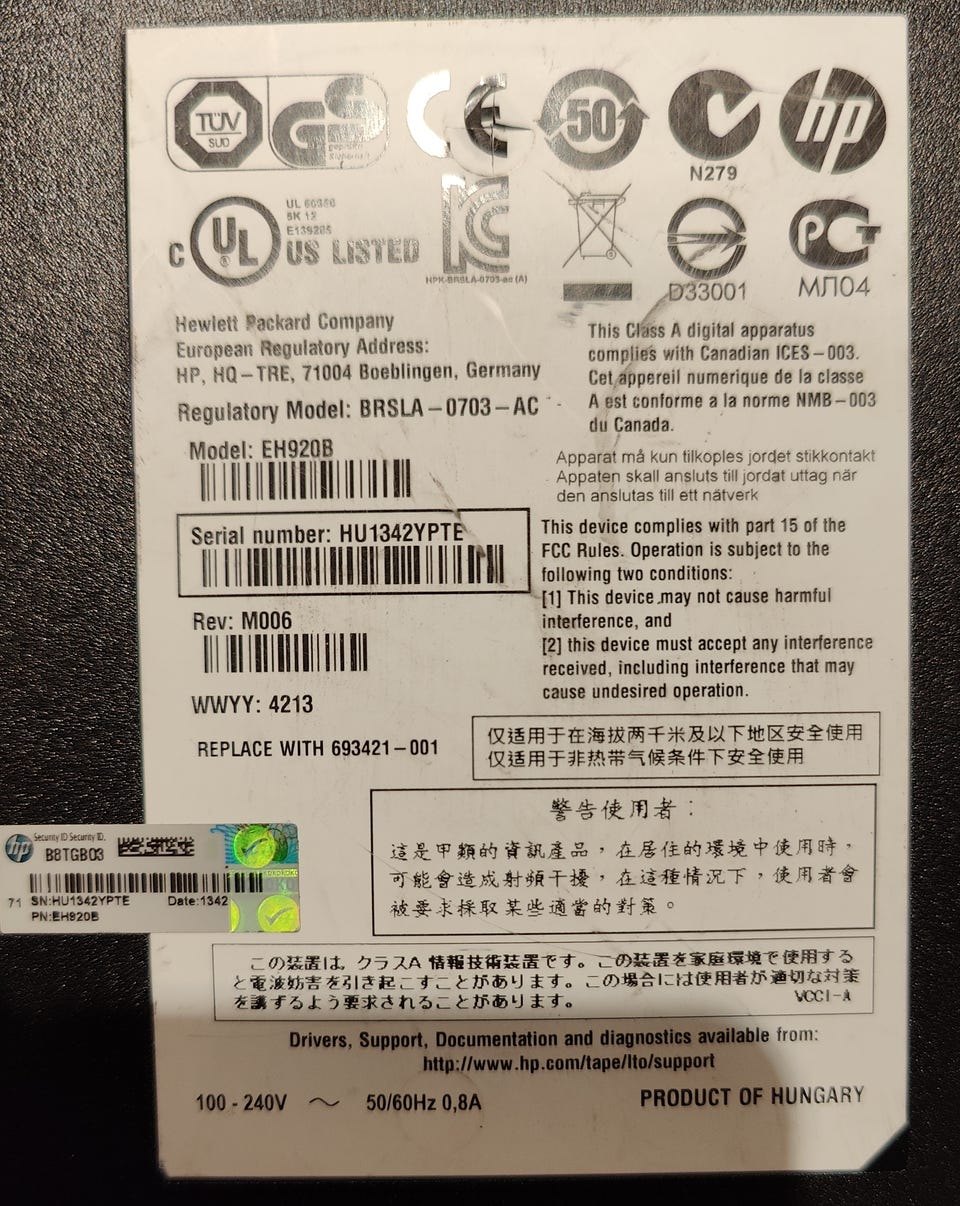 TÜV
SÜD
GS
geprüfte
Sicherheit
CE
50
N279
hp
C UL US LISTED
E139285
HPK-BRSLA-0703-ac (A)
D33001
PCT
МЛ04
Hewlett Packard Company
European Regulatory Address:
HP, HQ-TRE, 71004 Boeblingen, Germany
Regulatory Model: BRSLA-0703-AC
Model: EH920B
Serial number: HU1342YPTE
Rev: M006
WWYY: 4213
REPLACE WITH 693421-001
This Class A digital apparatus
complies with Canadian ICES-003.
Cet appareil numerique de la classe
A est conforme a la norme NMB-003
du Canada.
Apparat må kun tilkoples jordet stikkontakt
Appaten skall ansluts till jordat uttag när
den anslutas till ett nätverk
This device complies with part 15 of the
FCC Rules. Operation is subject to the
following two conditions:
[1] This device may not cause harmful
interference, and
[2] this device must accept any interference
received, including interference that may
cause undesired operation.
仅适用于在海拔两千米及以下地区安全使用
仅适用于非热带气候条件下安全使用
警告使用者：
這是甲類的資訊產品，在居住的環境中使用時，
可能會造成射頻干擾，在這種情況下，使用者會
被要求採取某些適當的對策。
hp
Security ID Security ID.
B8TGB03
71 SN:HU1342YPTE Date:1342
PN:EH920B
この装置は、クラスA 情報技術装置です。この装置を家庭環境で使用する
と電波妨害を引き起こすことがあります。この場合には使用者が適切な対策
を講ずるよう要求されることがあります。 VCCI-A
Drivers, Support, Documentation and diagnostics available from:
http://www.hp.com/tape/lto/support
100 - 240V ~ 50/60Hz 0,8A
PRODUCT OF HUNGARY